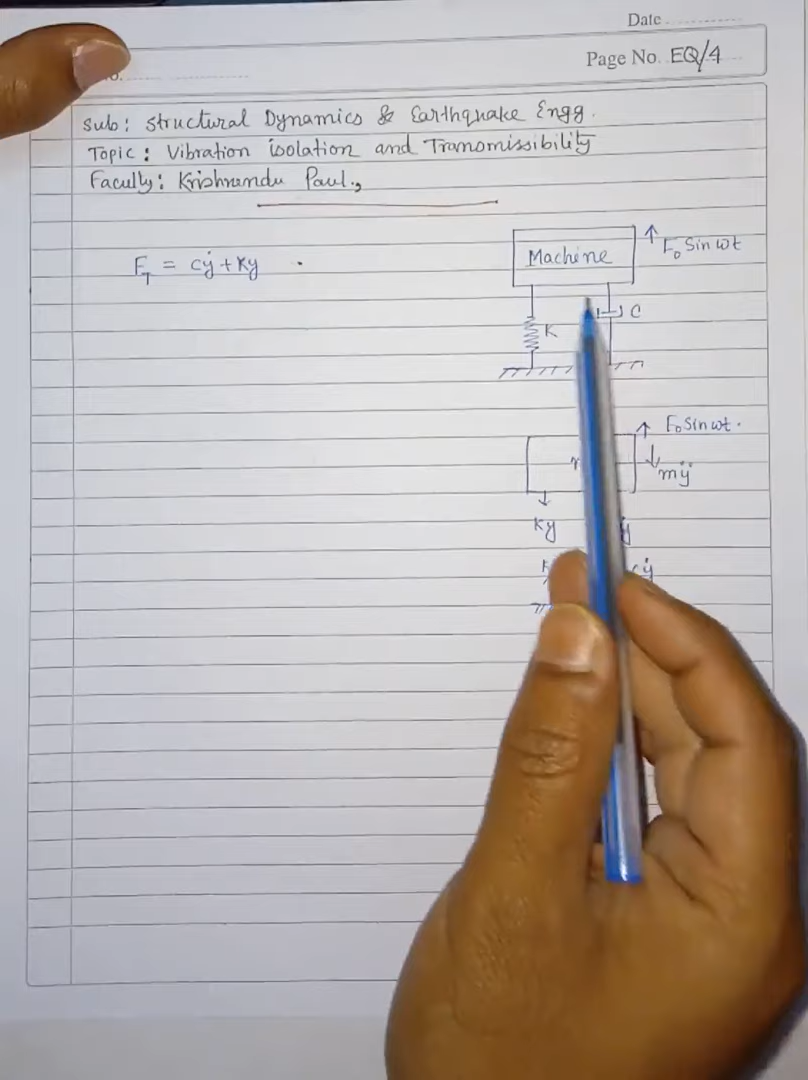 Date
Page No. EQ/4
Sub: Structural Dynamics & Earthquake Engg.
Topic: Vibration isolation and Transmissibility
Faculty: Krishnendu Paul.,
F_T = cẏ + Ky
Machine
F₀ Sin ωt
K
C
F₀ Sin ωt.
mÿ
Ky
cẏ